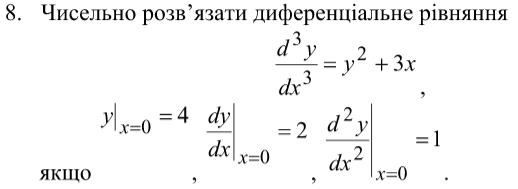 8. Чисельно розв’язати диференціальне рівняння
d³y/dx³ = y² + 3x ,
якщо y|x=0 = 4 , dy/dx|x=0 = 2 , d²y/dx²|x=0 = 1 .